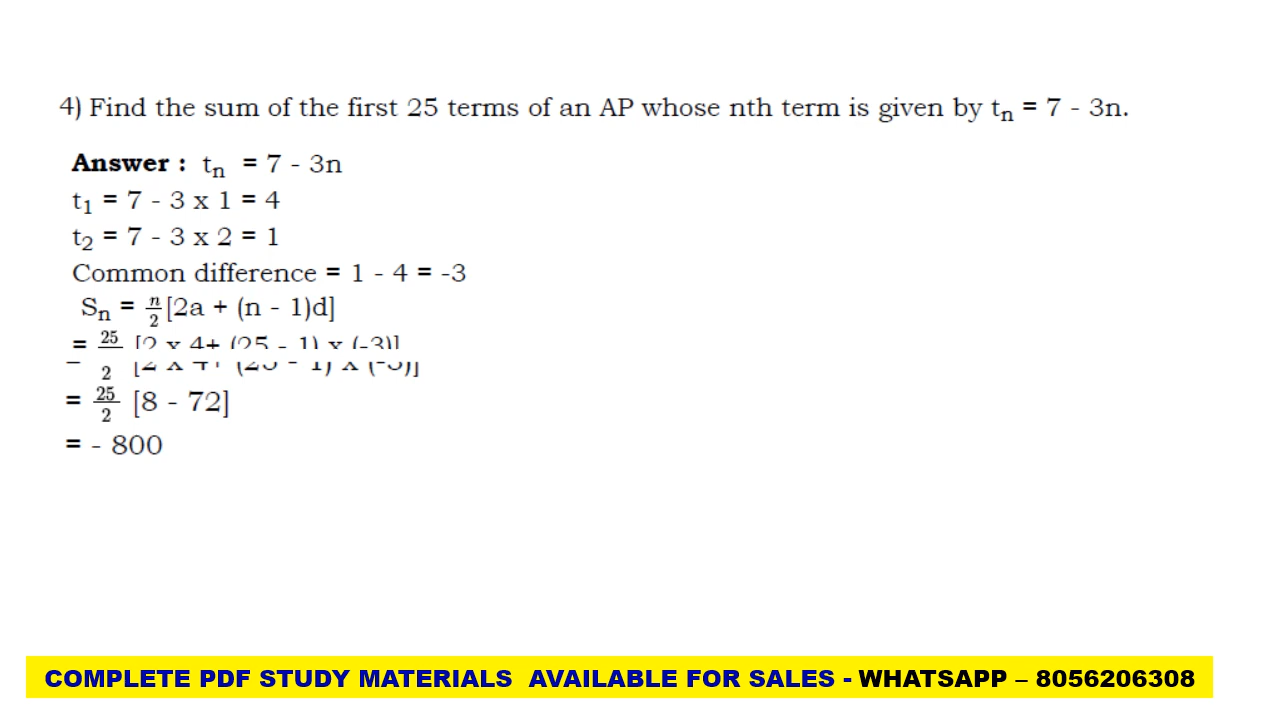 4) Find the sum of the first 25 terms of an AP whose nth term is given by tn = 7 - 3n.
Answer : tn = 7 - 3n
t1 = 7 - 3 x 1 = 4
t2 = 7 - 3 x 2 = 1
Common difference = 1 - 4 = -3
Sn = n/2 [2a + (n - 1)d]
= 25/2 [2 x 4+ (25 - 1) x (-3)]
= 25/2 [8 - 72]
= - 800
COMPLETE PDF STUDY MATERIALS AVAILABLE FOR SALES - WHATSAPP – 8056206308